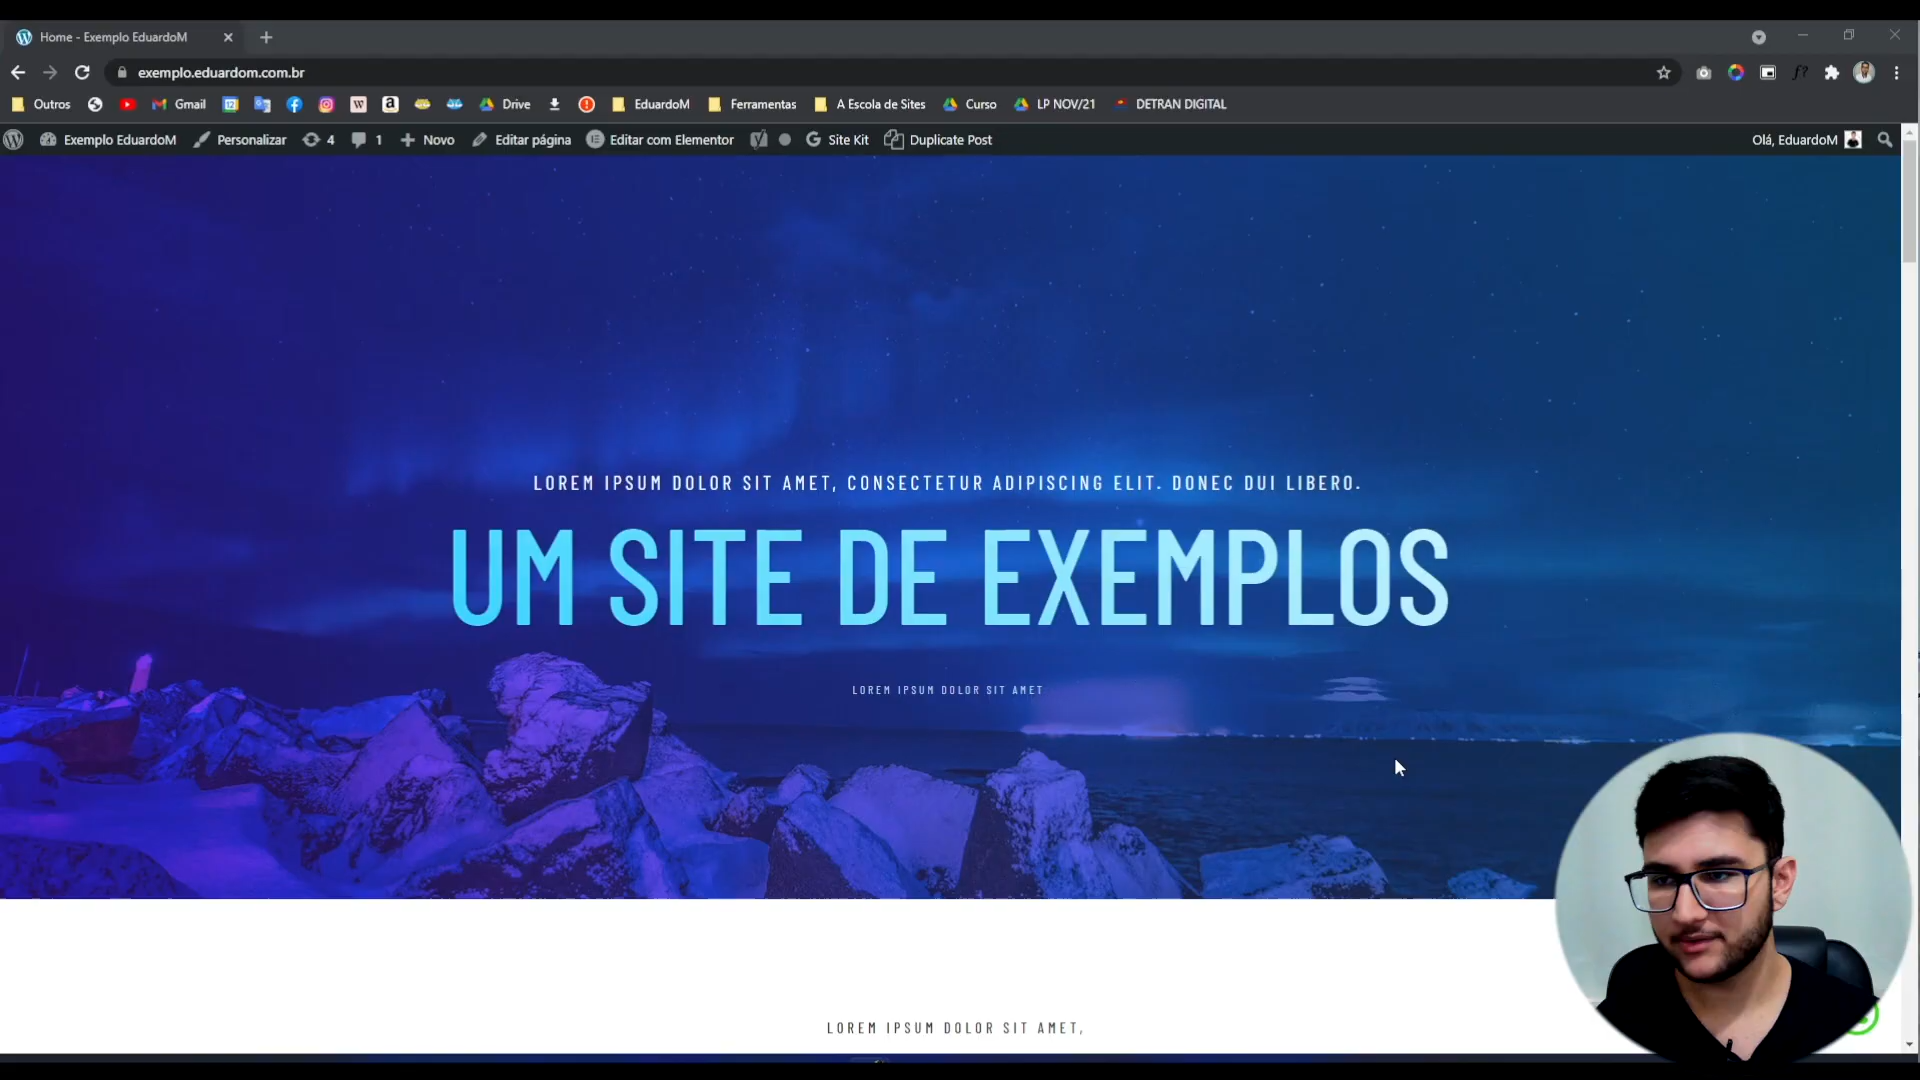 Home - Exemplo EduardoM
exemplo.eduardom.com.br
f?
Outros
Gmail
W
a
Drive
EduardoM
Ferramentas
A Escola de Sites
Curso
LP NOV/21
DETRAN DIGITAL
Exemplo EduardoM
Personalizar
4
1
Novo
Editar página
Editar com Elementor
Site Kit
Duplicate Post
Olá, EduardoM
LOREM IPSUM DOLOR SIT AMET, CONSECTETUR ADIPISCING ELIT. DONEC DUI LIBERO.
UM SITE DE EXEMPLOS
LOREM IPSUM DOLOR SIT AMET
LOREM IPSUM DOLOR SIT AMET,